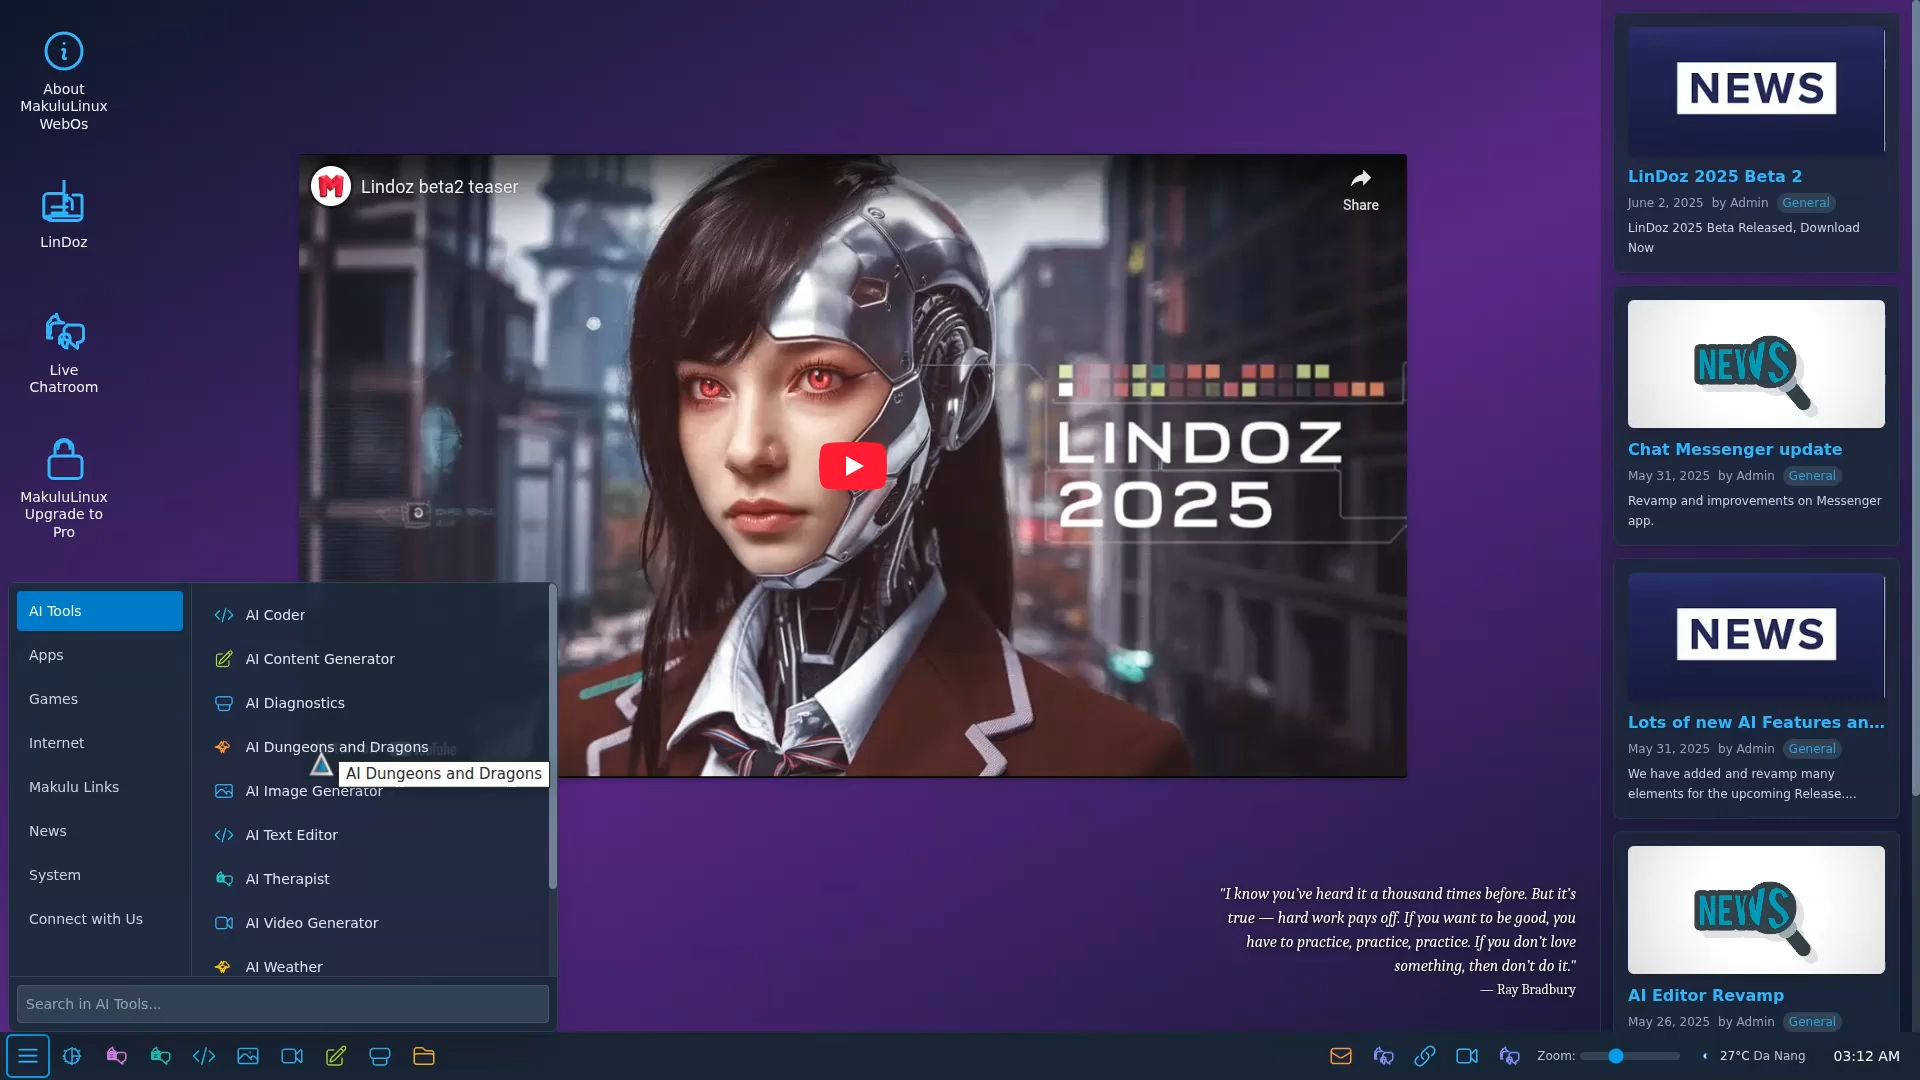 About
MakuluLinux
WebOs
LinDoz
Live
Chatroom
MakuluLinux
Upgrade to
Pro
Lindoz beta2 teaser
Share
LINDOZ
2025
AI Tools
Apps
Games
Internet
Makulu Links
News
System
Connect with Us
AI Coder
AI Content Generator
AI Diagnostics
AI Dungeons and Dragons
AI Dungeons and Dragons
AI Image Generator
AI Text Editor
AI Therapist
AI Video Generator
AI Weather
Search in AI Tools...
"I know you've heard it a thousand times before. But it's
true — hard work pays off. If you want to be good, you
have to practice, practice, practice. If you don't love
something, then don't do it."
— Ray Bradbury
NEWS
LinDoz 2025 Beta 2
June 2, 2025 by Admin General
LinDoz 2025 Beta Released, Download
Now
NEWS
Chat Messenger update
May 31, 2025 by Admin General
Revamp and improvements on Messenger
app.
NEWS
Lots of new AI Features an...
May 31, 2025 by Admin General
We have added and revamp many
elements for the upcoming Release....
NEWS
AI Editor Revamp
May 26, 2025 by Admin General
Zoom:
27°C Da Nang
03:12 AM